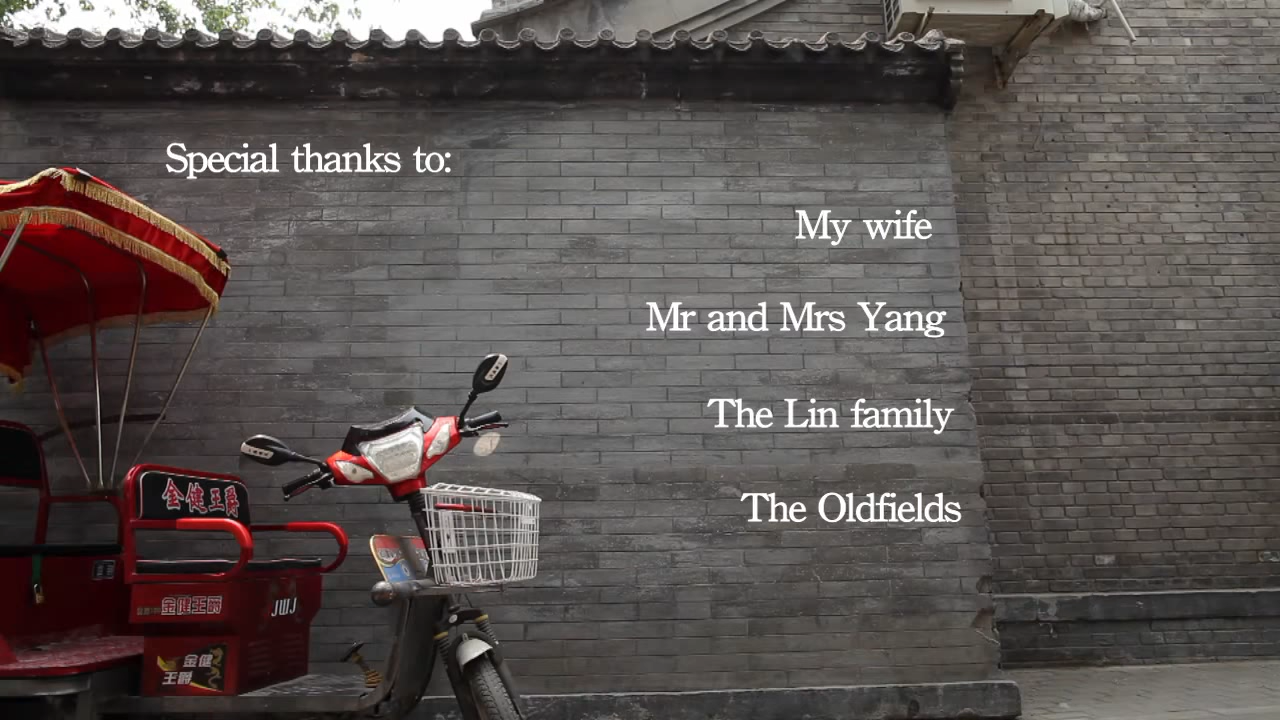 Special thanks to:
My wife
Mr and Mrs Yang
The Lin family
The Oldfields
金健王爵
金健王爵
JWJ
金健
王爵